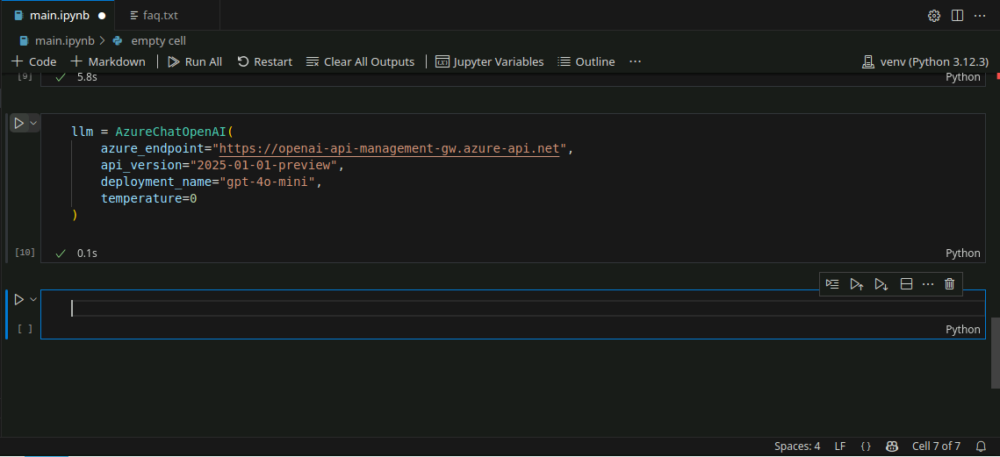 main.ipynb faq.txt
main.ipynb > empty cell
Code Markdown Run All Restart Clear All Outputs Jupyter Variables Outline ... venv (Python 3.12.3)
[9] 5.8s Python
llm = AzureChatOpenAI(
azure_endpoint="https://openai-api-management-gw.azure-api.net",
api_version="2025-01-01-preview",
deployment_name="gpt-4o-mini",
temperature=0
)
[10] 0.1s Python
[ ] Python
Spaces: 4 LF {} Cell 7 of 7